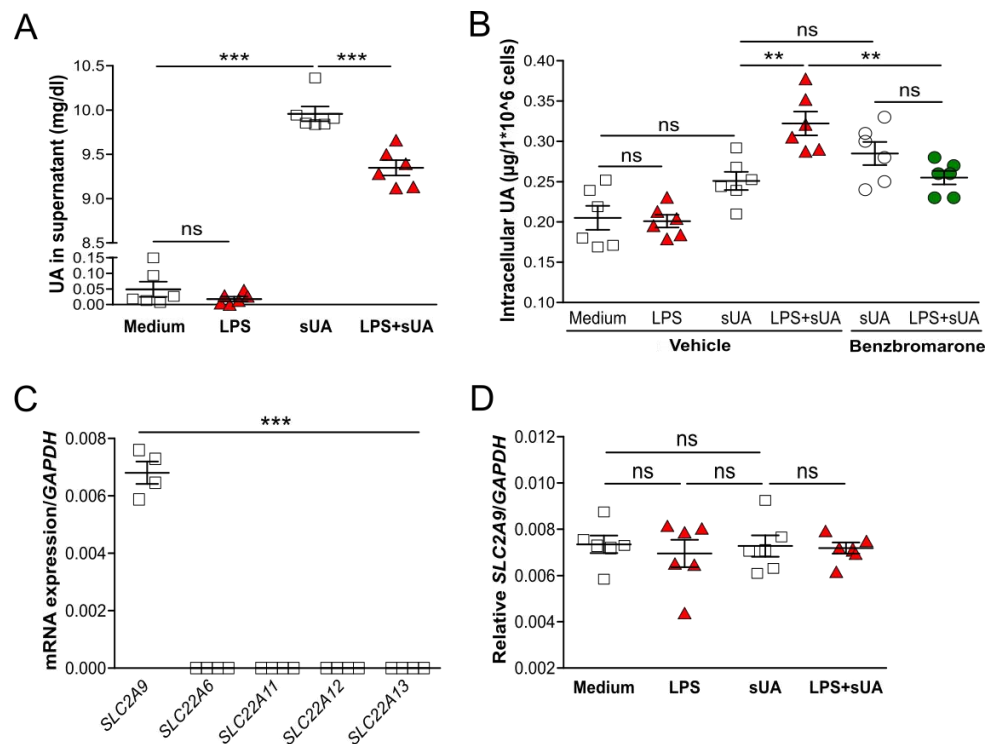 A
UA in supernatant (mg/dl)
10.5
10.0
9.5
9.0
8.5
0.15
0.10
0.05
0.00
***
***
ns
Medium LPS sUA LPS+sUA
B
Intracellular UA (µg/1*10^6 cells)
0.40
0.35
0.30
0.25
0.20
0.15
0.10
ns
** **
ns
ns
ns
Medium LPS sUA LPS+sUA sUA LPS+sUA
Vehicle Benzbromarone
C
mRNA expression/GAPDH
0.008
0.006
0.004
0.002
0.000
***
SLC2A9 SLC22A6 SLC22A11 SLC22A12 SLC22A13
D
Relative SLC2A9/GAPDH
0.012
0.010
0.008
0.006
0.004
0.002
ns
ns ns ns
Medium LPS sUA LPS+sUA